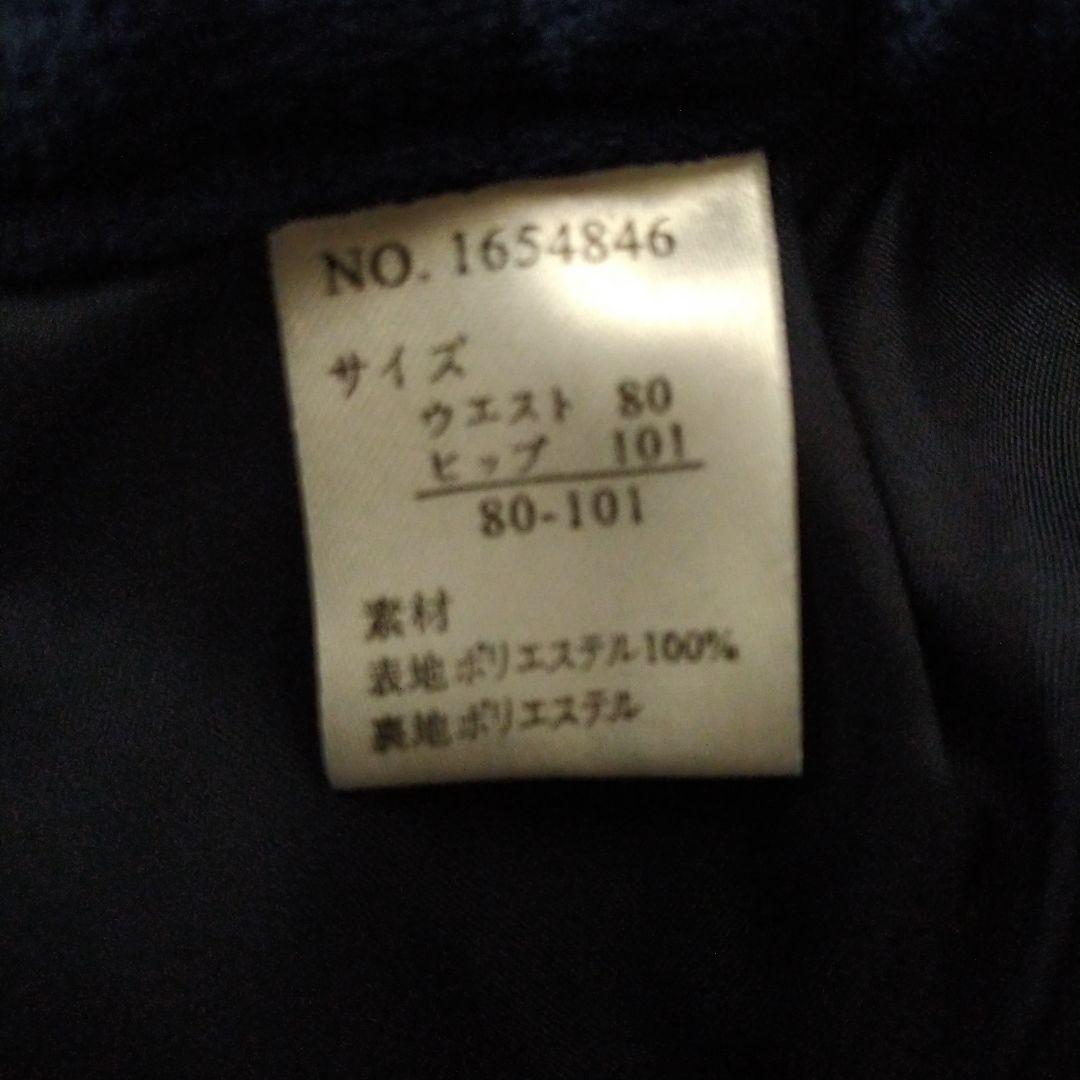 NO. 1654846
サイズ
ウエスト 80
ヒップ 101
80-101
素材
表地ポリエステル100%
裏地ポリエステル